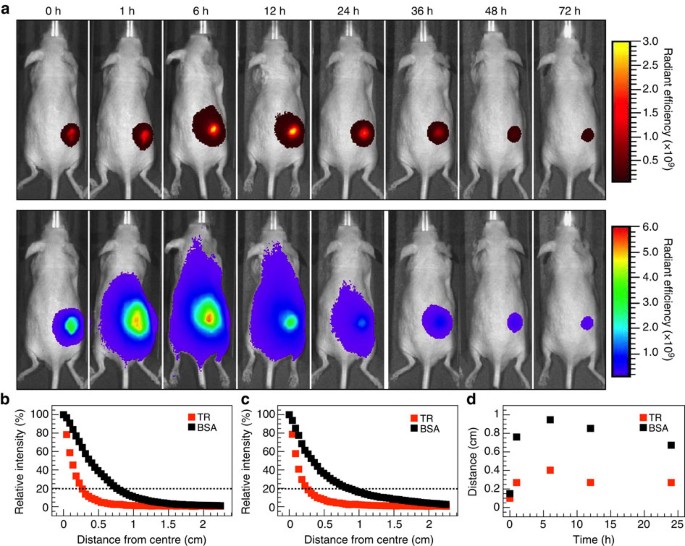 a
0 h 1 h 6 h 12 h 24 h 36 h 48 h 72 h
3.0
2.5
2.0
1.5
1.0
0.5
Radiant efficiency (×10⁹)
6.0
5.0
4.0
3.0
2.0
1.0
Radiant efficiency (×10⁹)
b
Relative intensity (%)
100
80
60
40
20
0
TR
BSA
0 0.5 1.0 1.5 2.0
Distance from centre (cm)
c
Relative intensity (%)
100
80
60
40
20
0
TR
BSA
0 0.5 1.0 1.5 2.0
Distance from centre (cm)
d
Distance (cm)
1
0.8
0.6
0.4
0.2
0
TR
BSA
0 5 10 15 20 25
Time (h)